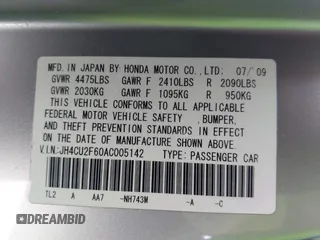 MFD. IN JAPAN BY HONDA MOTOR CO., LTD. 07/09
GVWR 4475LBS GAWR F 2410LBS R 2090LBS
GVWR 2030KG GAWR F 1095KG R 950KG
THIS VEHICLE CONFORMS TO ALL APPLICABLE
FEDERAL MOTOR VEHICLE SAFETY ,BUMPER,
AND THEFT PREVENTION STANDARDS IN EFFECT
ON THE DATE OF MANUFACTURE SHOWN ABOVE.
V.I.N:JH4CU2F60AC005142 TYPE: PASSENGER CAR
TL2 A AA7 -NH743M -A -C
DREAMBID